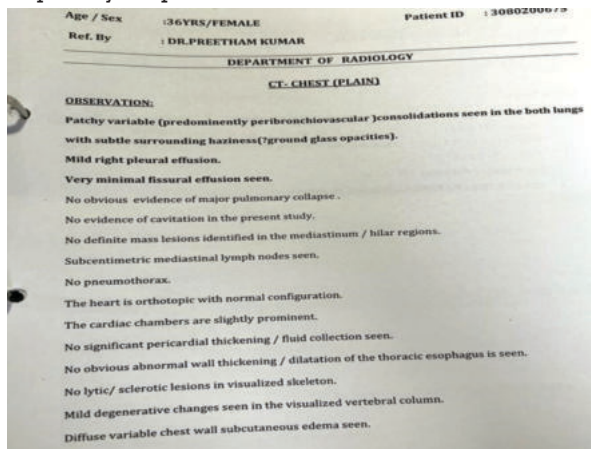 Age / Sex :36YRS/FEMALE Patient ID : 3080200675
Ref. By : DR.PREETHAM KUMAR
DEPARTMENT OF RADIOLOGY
CT- CHEST (PLAIN)
OBSERVATION:
Patchy variable (predominently peribronchiovascular )consolidations seen in the both lungs
with subtle surrounding haziness(?ground glass opacities).
Mild right pleural effusion.
Very minimal fissural effusion seen.
No obvious evidence of major pulmonary collapse .
No evidence of cavitation in the present study.
No definite mass lesions identified in the mediastinum / hilar regions.
Subcentimetric mediastinal lymph nodes seen.
No pneumothorax.
The heart is orthotopic with normal configuration.
The cardiac chambers are slightly prominent.
No significant pericardial thickening / fluid collection seen.
No obvious abnormal wall thickening / dilatation of the thoracic esophagus is seen.
No lytic/ sclerotic lesions in visualized skeleton.
Mild degenerative changes seen in the visualized vertebral column.
Diffuse variable chest wall subcutaneous edema seen.